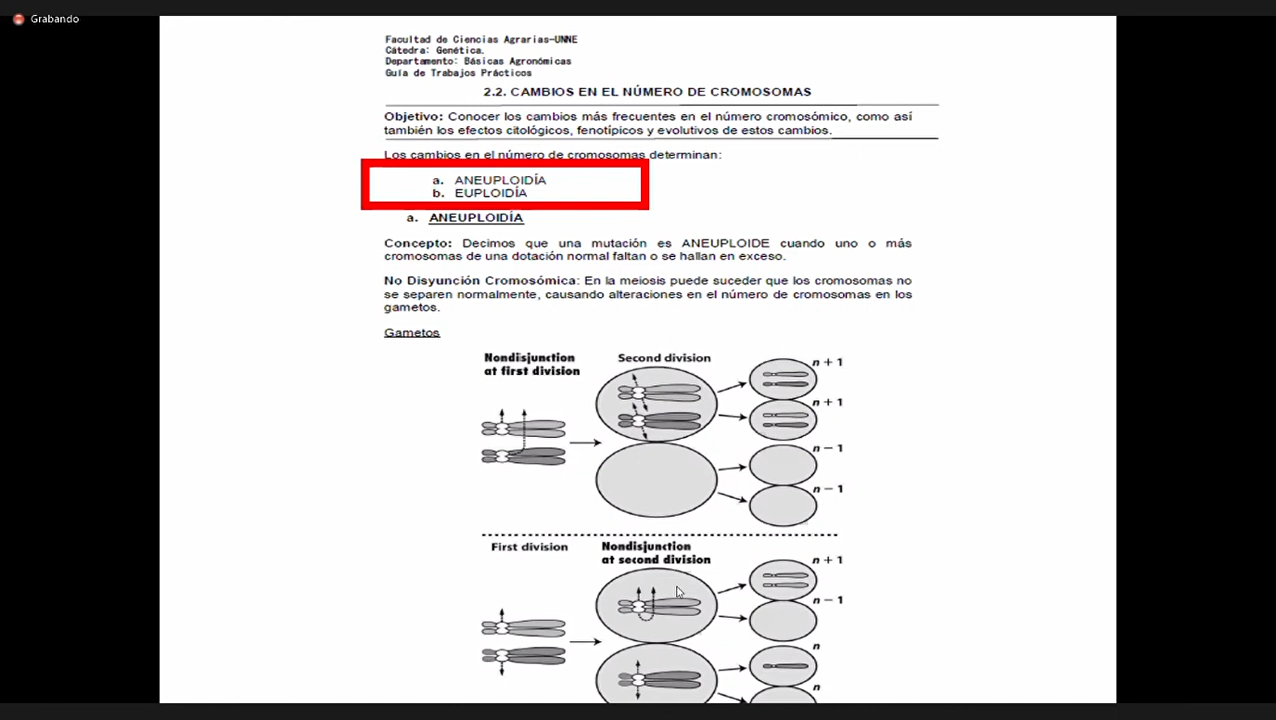 Grabando
Facultad de Ciencias Agrarias-UNNE
Cátedra: Genética.
Departamento: Básicas Agronómicas
Guía de Trabajos Prácticos
2.2. CAMBIOS EN EL NÚMERO DE CROMOSOMAS
Objetivo: Conocer los cambios más frecuentes en el número cromosómico, como así
también los efectos citológicos, fenotípicos y evolutivos de estos cambios.
Los cambios en el número de cromosomas determinan:
a. ANEUPLOIDÍA
b. EUPLOIDÍA
a. ANEUPLOIDÍA
Concepto: Decimos que una mutación es ANEUPLOIDE cuando uno o más
cromosomas de una dotación normal faltan o se hallan en exceso.
No Disyunción Cromosómica: En la meiosis puede suceder que los cromosomas no
se separen normalmente, causando alteraciones en el número de cromosomas en los
gametos.
Gametos
Nondisjunction
at first division
Second division
n + 1
n + 1
n − 1
n − 1
First division
Nondisjunction
at second division
n + 1
n − 1
n
n